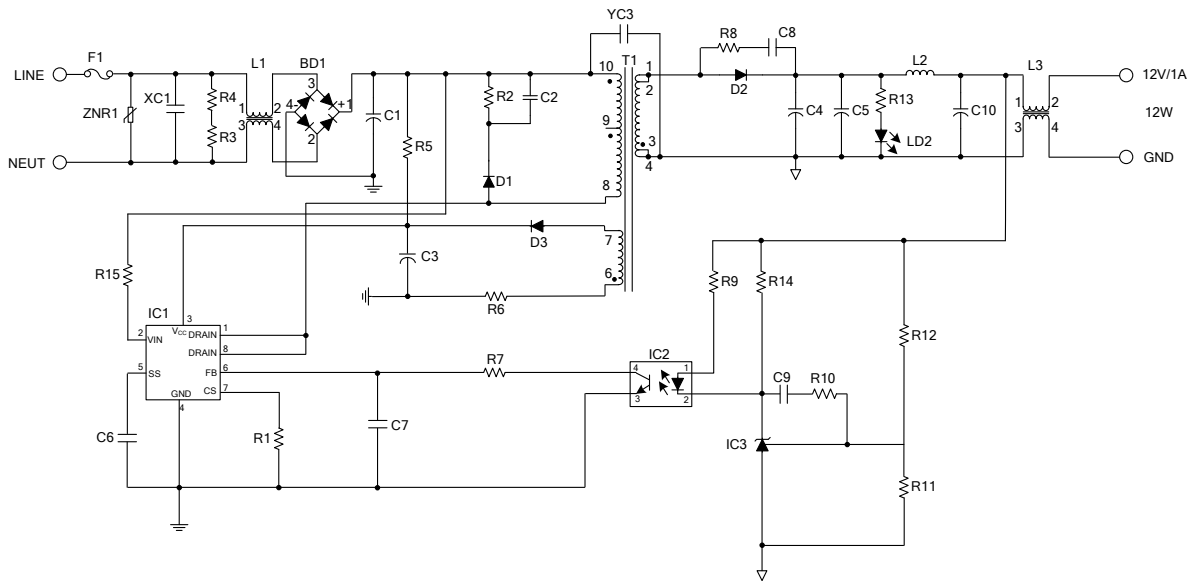 YC3
F1
LINE
L1
BD1
10
T1
1
2
R8
C8
D2
L2
L3
12V/1A
12W
ZNR1
XC1
R4
R3
1
2
3
4
3
4-
+1
2
C1
R5
R2
C2
9
3
4
C4
C5
R13
LD2
C10
1
2
3
4
NEUT
GND
D1
8
7
D3
C3
6
R6
R15
R9
R14
R12
IC1
3
VCC
DRAIN
1
2
VIN
DRAIN
8
5
SS
FB
6
GND
CS
7
4
R7
IC2
4
1
3
2
C9
R10
C6
R1
C7
IC3
R11